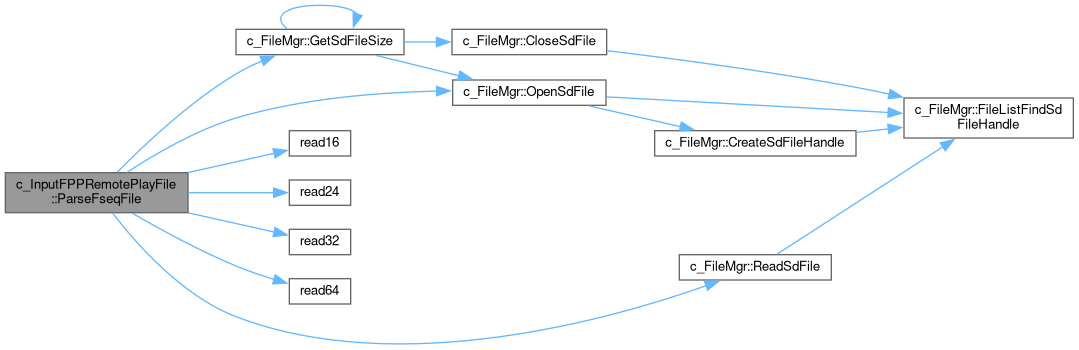 c_FileMgr::GetSdFileSize
c_FileMgr::CloseSdFile
c_FileMgr::OpenSdFile
c_FileMgr::FileListFindSd
FileHandle
c_FileMgr::CreateSdFileHandle
read16
c_InputFPPRemotePlayFile
::ParseFseqFile
read24
read32
c_FileMgr::ReadSdFile
read64